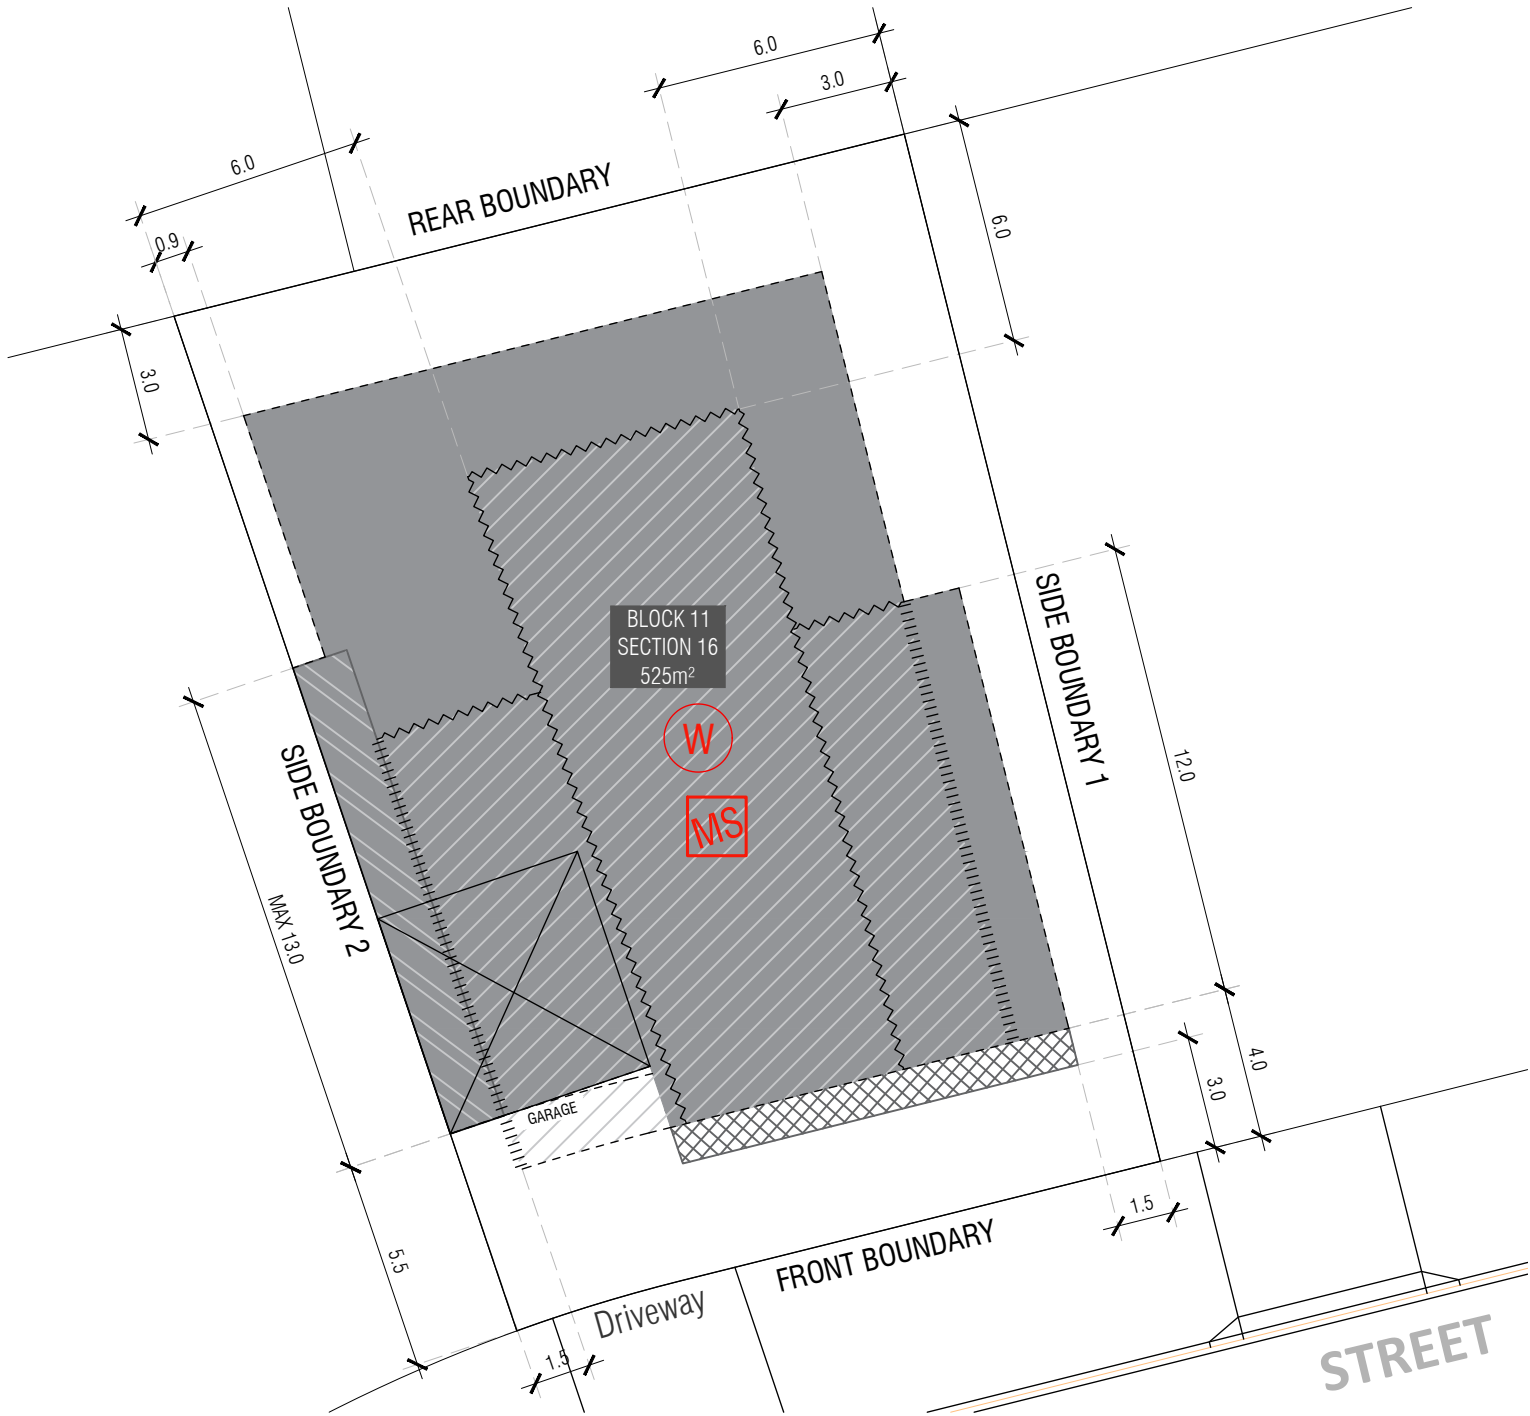 6.0
3.0
6.0
0.9
REAR BOUNDARY
6.0
3.0
BLOCK 11
SECTION 16
525m²
W
MS
SIDE BOUNDARY 1
12.0
SIDE BOUNDARY 2
MAX 13.0
4.0
3.0
GARAGE
1.5
5.5
FRONT BOUNDARY
Driveway
1.5
STREET